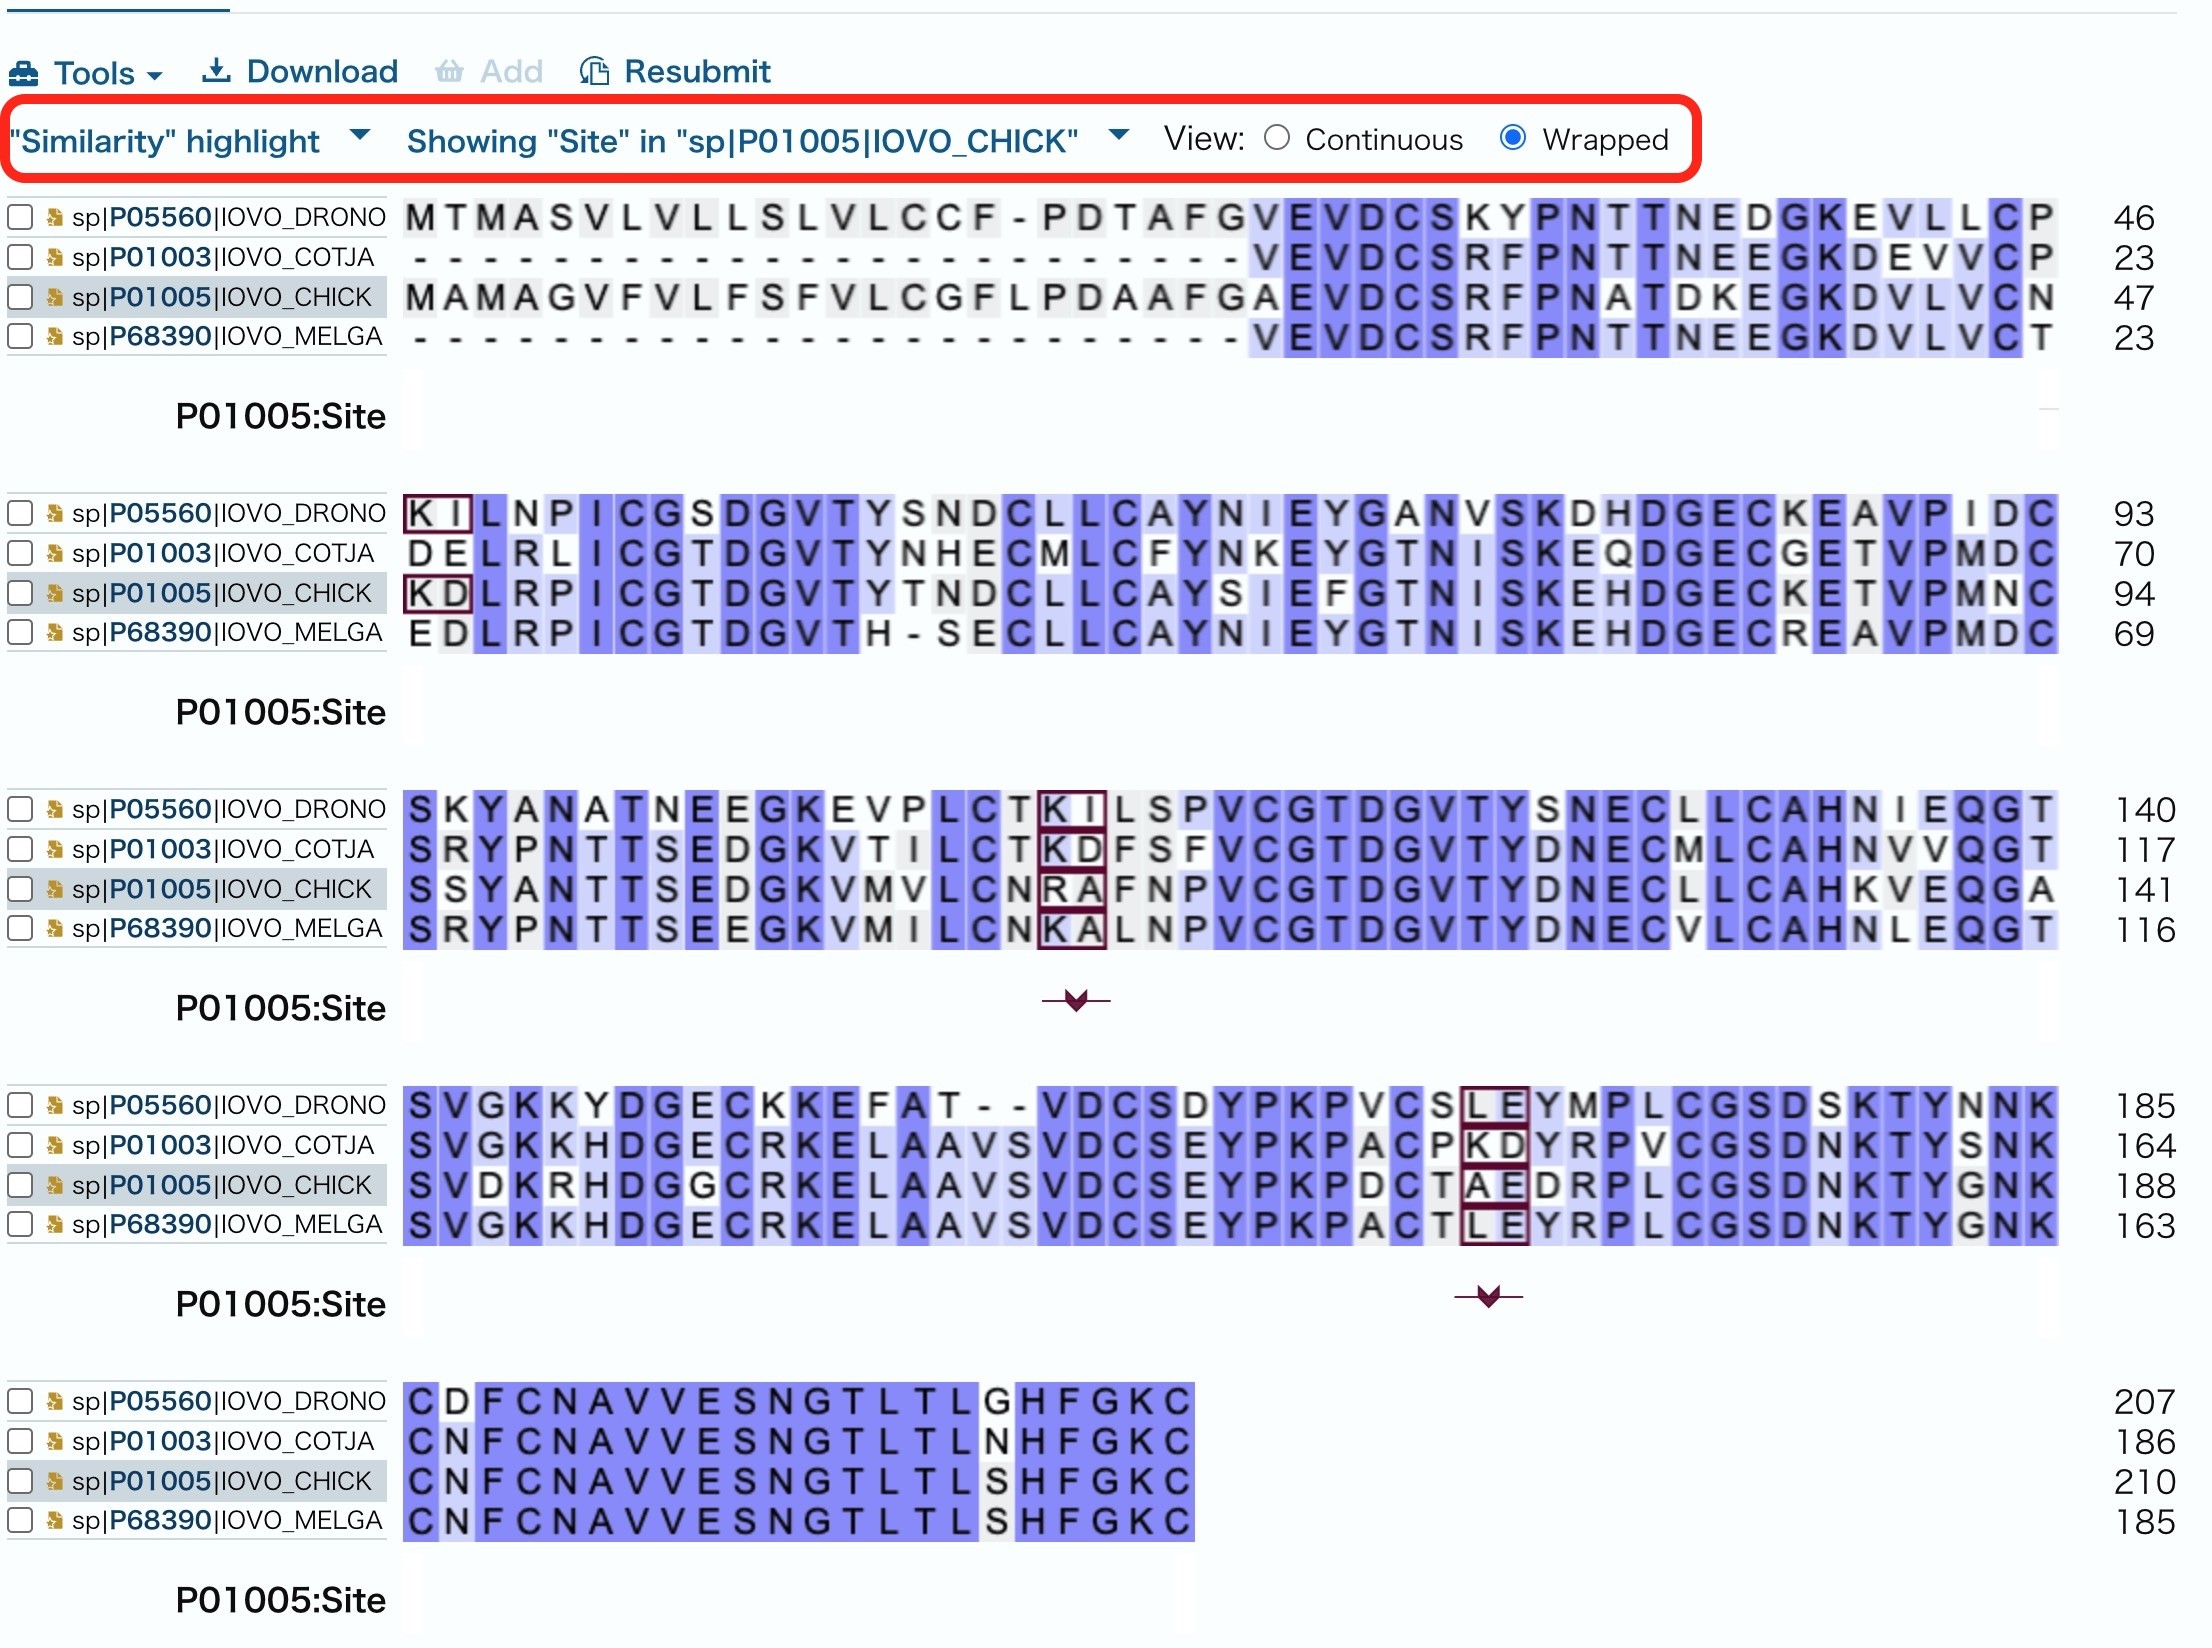 Tools Download Add Resubmit
"Similarity" highlight Showing "Site" in "sp|P01005|IOVO_CHICK" View: Continuous Wrapped
sp|P05560|IOVO_DRONO MTMASVLVLLSLVLCCF-PDTAFGVEVDCSKYPNTTNEDGKEVLLCP 46
sp|P01003|IOVO_COTJA ------------------------VEVDCSRFPNTTNEEGKDEVVCP 23
sp|P01005|IOVO_CHICK MAMAGVFVLFSFVLCGFLPDAAFGAEVDCSRFPNATDKEGKDVLVCN 47
sp|P68390|IOVO_MELGA ------------------------VEVDCSRFPNTTNEEGKDVLVCT 23
P01005:Site
sp|P05560|IOVO_DRONO KILNPICGSDGVTYSNDCLLCAYNIEYGANVSKDHDGECKEAVPIDC 93
sp|P01003|IOVO_COTJA DELRLICGTDGVTYNHECMLCFYNKEYGTNISKEQDGECGETVPMDC 70
sp|P01005|IOVO_CHICK KDLRPICGTDGVTYTNDCLLCAYSIEFGTNISKEHDGECKETVPMNC 94
sp|P68390|IOVO_MELGA EDLRPICGTDGVTH-SECLLCAYNIEYGTNISKEHDGECREAVPMDC 69
P01005:Site
sp|P05560|IOVO_DRONO SKYANATNEEGKEVPLCTKILSPVCGTDGVTYSNECLLCAHNIEQGT 140
sp|P01003|IOVO_COTJA SRYPNTTSEDGKVTILCTKDFSFVCGTDGVTYDNECMLCAHNVVQGT 117
sp|P01005|IOVO_CHICK SSYANTTSEDGKVMVLCNRAFNPVCGTDGVTYDNECLLCAHKVEQGA 141
sp|P68390|IOVO_MELGA SRYPNTTSEEGKVMILCNKALNPVCGTDGVTYDNECVLCAHNLEQGT 116
P01005:Site
sp|P05560|IOVO_DRONO SVGKKYDGECKKEFAT--VDCSDYPKPVCSLEYMPLCGSDSKTYNNK 185
sp|P01003|IOVO_COTJA SVGKKHDGECRKELAAVSVDCSEYPKPACPKDYRPVCGSDNKTYSNK 164
sp|P01005|IOVO_CHICK SVDKRHDGGCRKELAAVSVDCSEYPKPDCTAEDRPLCGSDNKTYGNK 188
sp|P68390|IOVO_MELGA SVGKKHDGECRKELAAVSVDCSEYPKPACTLEYRPLCGSDNKTYGNK 163
P01005:Site
sp|P05560|IOVO_DRONO CDFCNAVVESNGTLTLGHFGKC 207
sp|P01003|IOVO_COTJA CNFCNAVVESNGTLTLNHFGKC 186
sp|P01005|IOVO_CHICK CNFCNAVVESNGTLTLSHFGKC 210
sp|P68390|IOVO_MELGA CNFCNAVVESNGTLTLSHFGKC 185
P01005:Site